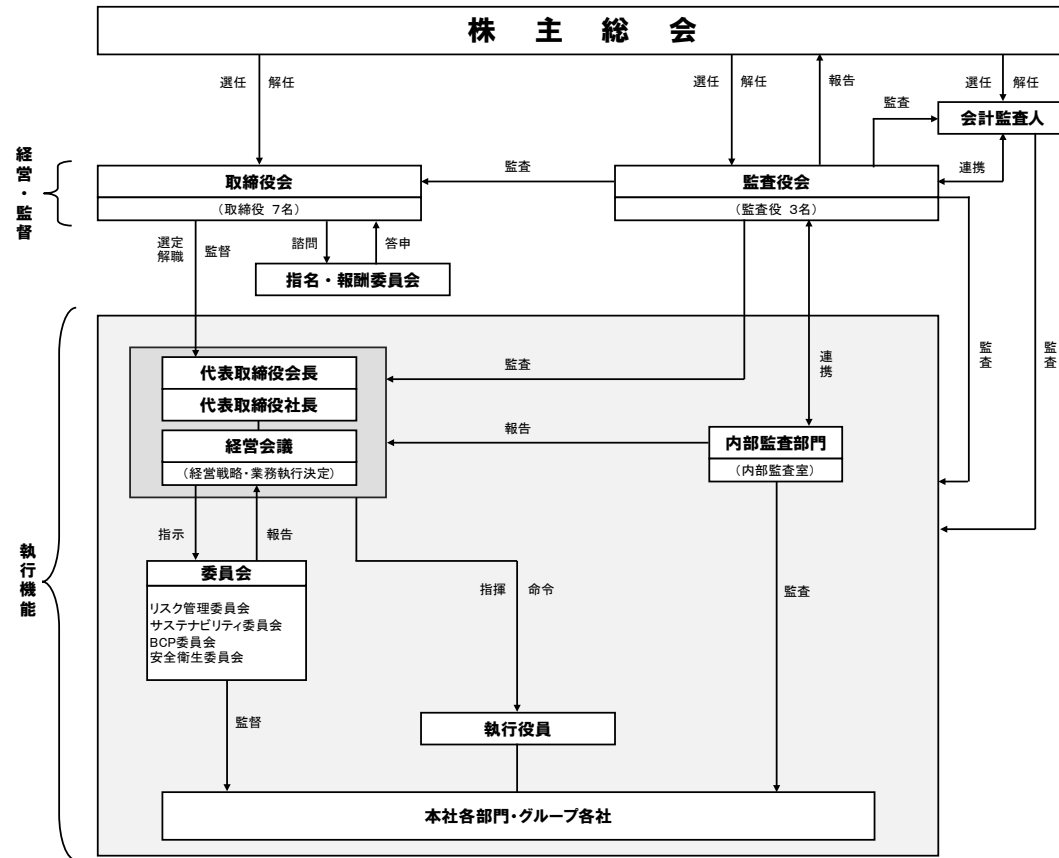 株主総会
選任
解任
選任
解任
報告
選任
解任
監査
会計監査人
経営・監督
取締役会
(取締役 7名)
監査
監査役会
(監査役 3名)
連携
選定
解職
監督
諮問
答申
指名・報酬委員会
執行機能
代表取締役会長
代表取締役社長
経営会議
(経営戦略・業務執行決定)
監査
連携
監査
監査
報告
内部監査部門
(内部監査室)
指示
報告
委員会
リスク管理委員会
サステナビリティ委員会
BCP委員会
安全衛生委員会
指揮
命令
監査
監督
執行役員
本社各部門・グループ各社